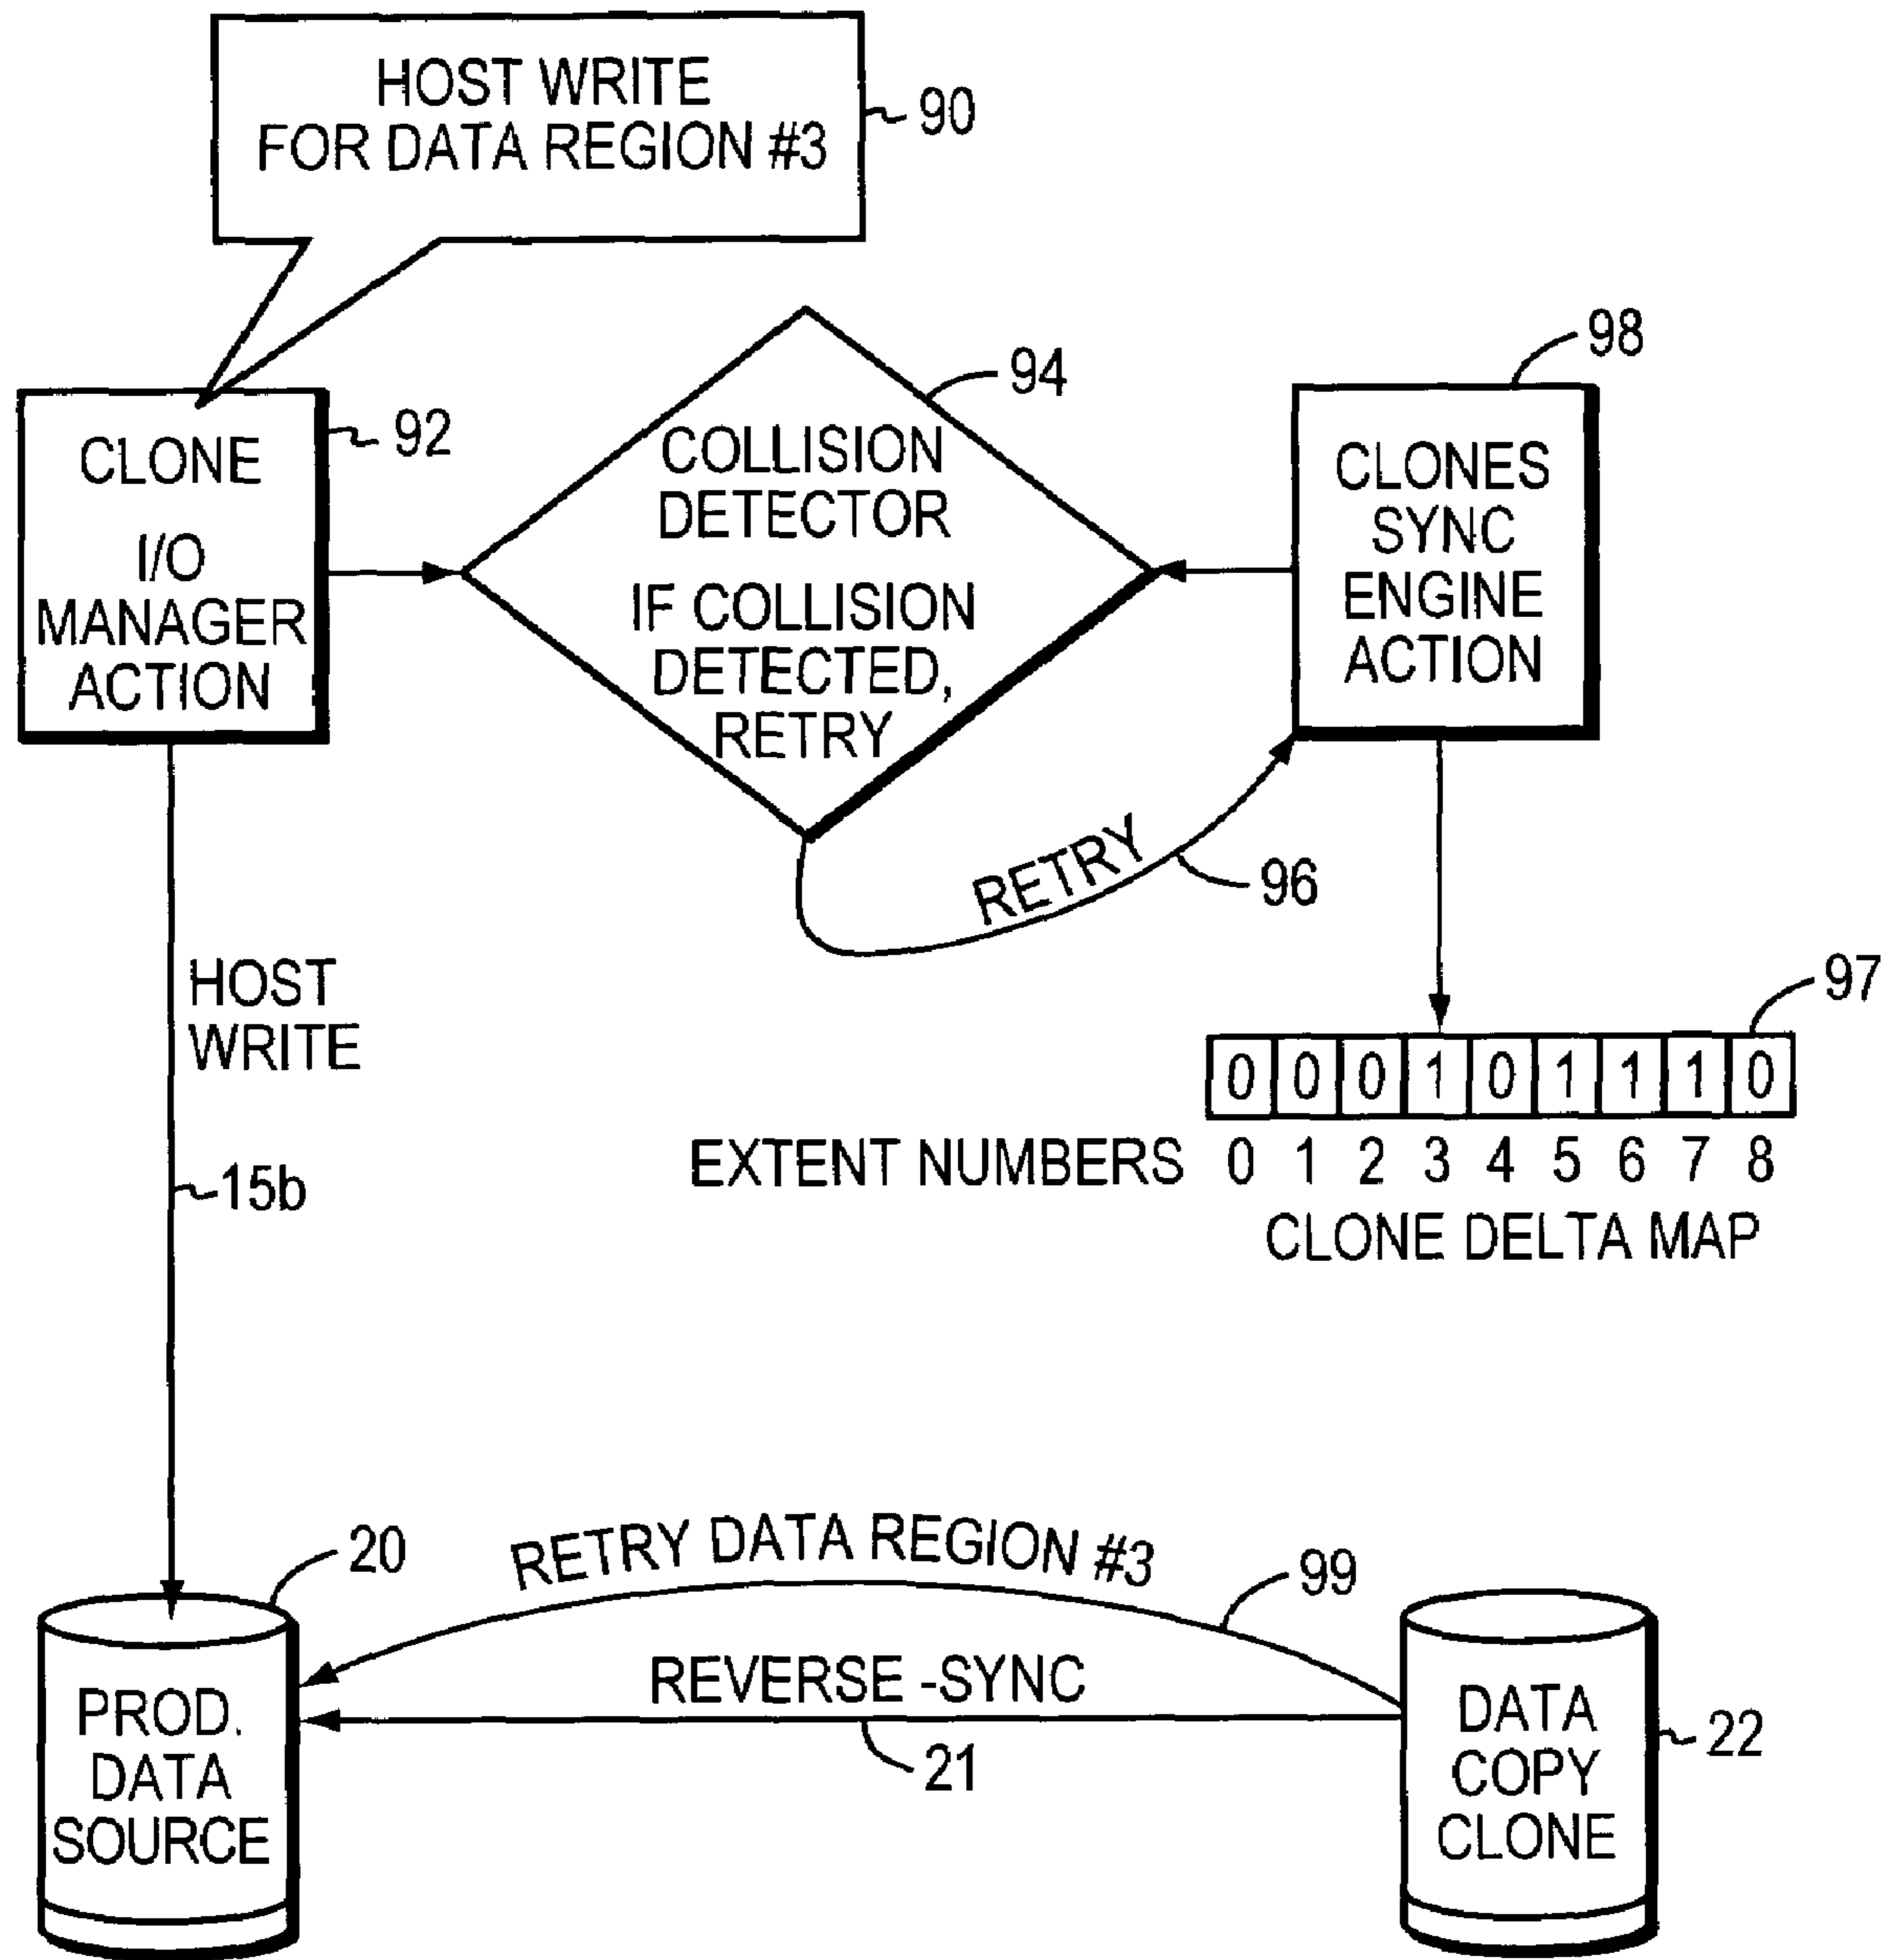 HOST WRITE
FOR DATA REGION #3
90
CLONE
I/O
MANAGER
ACTION
92
COLLISION
DETECTOR
IF COLLISION
DETECTED,
RETRY
94
CLONES
SYNC
ENGINE
ACTION
98
RETRY
96
HOST
WRITE
15b
97
0 0 0 1 0 1 1 1 0
EXTENT NUMBERS 0 1 2 3 4 5 6 7 8
CLONE DELTA MAP
RETRY DATA REGION #3
99
REVERSE -SYNC
21
20
PROD.
DATA
SOURCE
DATA
COPY
CLONE
22